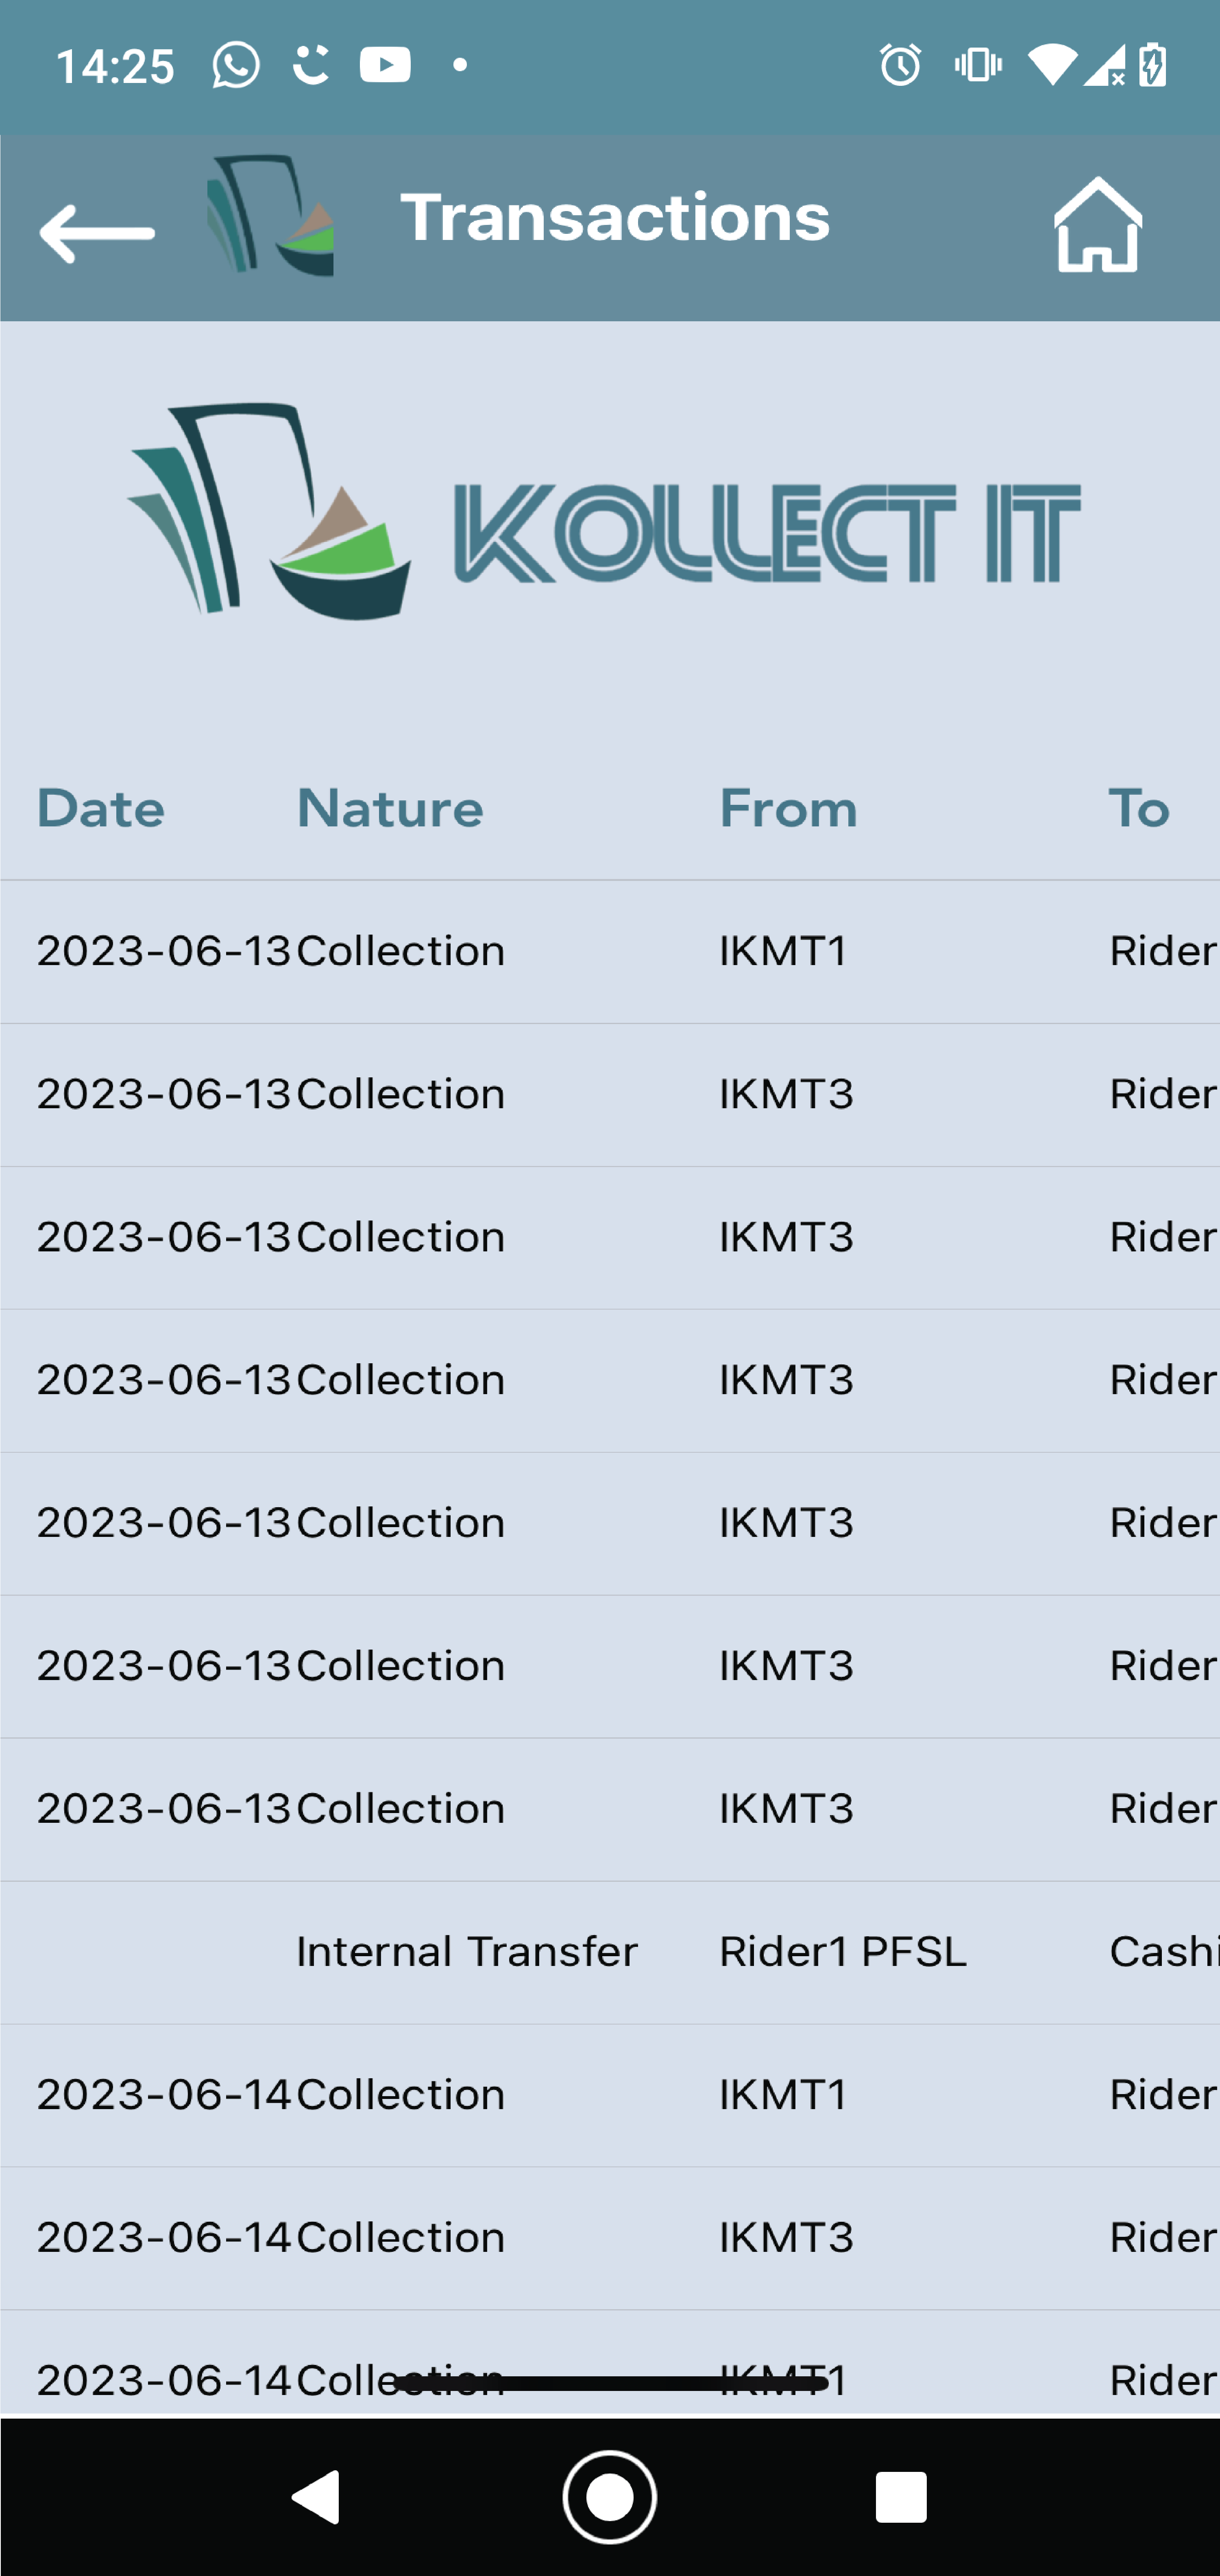 14:25
Transactions
KOLLECT IT
Date Nature From To
2023-06-13 Collection IKMT1 Rider
2023-06-13 Collection IKMT3 Rider
2023-06-13 Collection IKMT3 Rider
2023-06-13 Collection IKMT3 Rider
2023-06-13 Collection IKMT3 Rider
2023-06-13 Collection IKMT3 Rider
2023-06-13 Collection IKMT3 Rider
Internal Transfer Rider1 PFSL Cashi
2023-06-14 Collection IKMT1 Rider
2023-06-14 Collection IKMT3 Rider
2023-06-14 Collection IKMT1 Rider